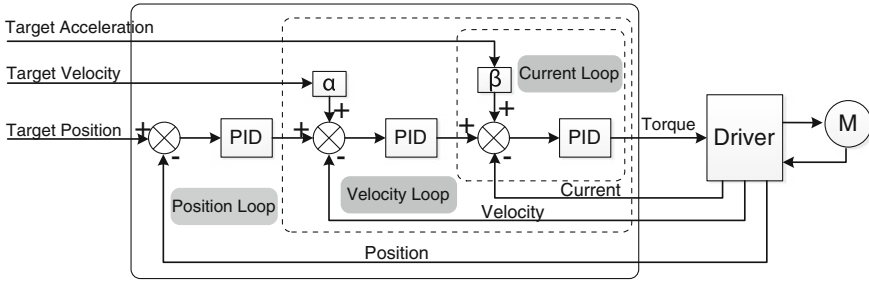 Target Acceleration
Target Velocity
α
β
Current Loop
+
+
Target Position
+
-
PID
+
-
PID
+
-
PID
Torque
Driver
M
Position Loop
Velocity Loop
Current
Velocity
Position